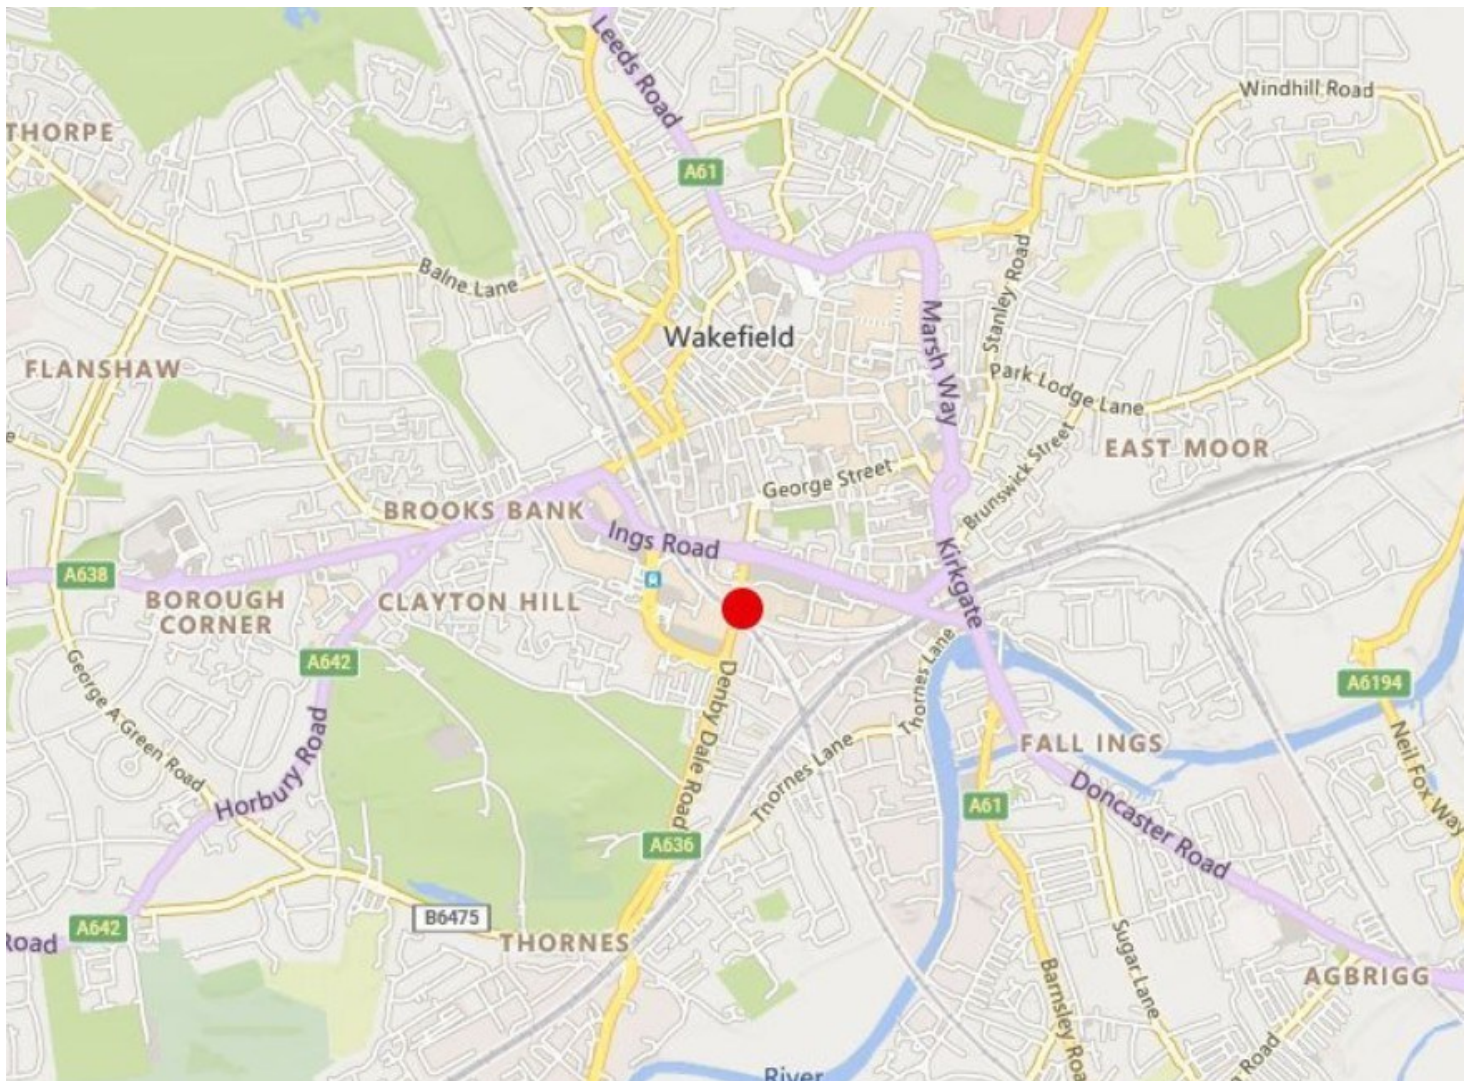 Leeds Road
Windhill Road
THORPE
A61
Balne Lane
Stanley Road
Marsh Way
Wakefield
FLANSHAW
Park Lodge Lane
EAST MOOR
George Street
Brunswick Street
BROOKS BANK
Ings Road
Kirkgate
A638
BOROUGH
CORNER
CLAYTON HILL
A642
George A Green Road
Denby Dale Road
Thornes Lane
A6194
Horbury Road
Thornes Lane
FALL INGS
Neil Fox Way
Doncaster Road
A61
A636
B6475
A642
Road
THORNES
Sugar Lane
Barnsley Roa
AGBRIGG
Road
River